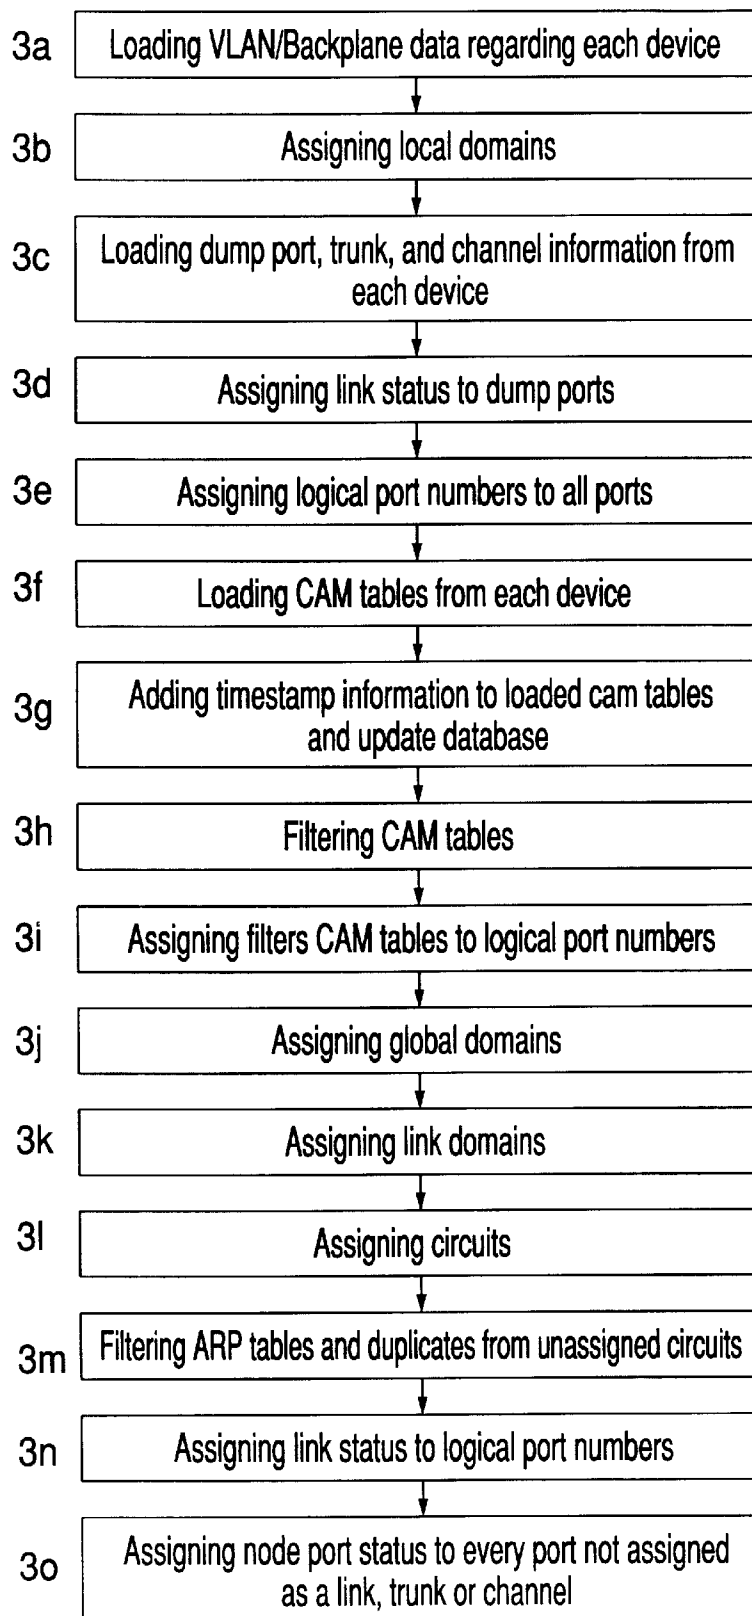 3a Loading VLAN/Backplane data regarding each device
3b Assigning local domains
3c Loading dump port, trunk, and channel information from
each device
3d Assigning link status to dump ports
3e Assigning logical port numbers to all ports
3f Loading CAM tables from each device
3g Adding timestamp information to loaded cam tables
and update database
3h Filtering CAM tables
3i Assigning filters CAM tables to logical port numbers
3j Assigning global domains
3k Assigning link domains
3l Assigning circuits
3m Filtering ARP tables and duplicates from unassigned circuits
3n Assigning link status to logical port numbers
3o Assigning node port status to every port not assigned
as a link, trunk or channel